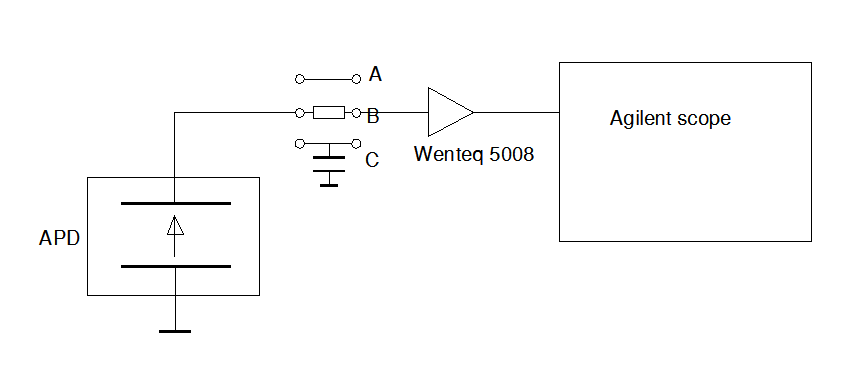 A
B
Agilent scope
Wenteq 5008
C
APD